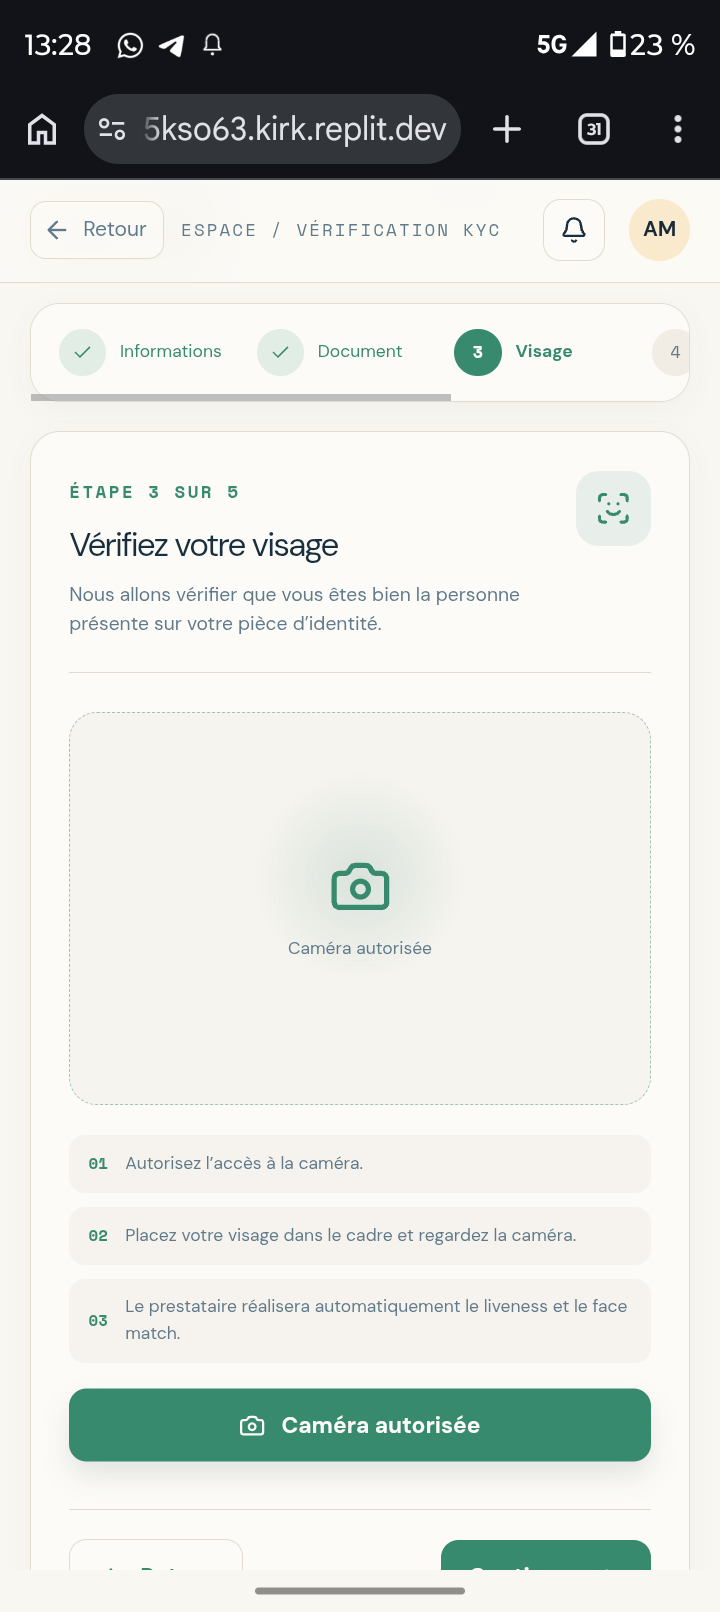 13:28
5G 23 %
5kso63.kirk.replit.dev
31
Retour
ESPACE / VÉRIFICATION KYC
AM
Informations
Document
3 Visage
4
ÉTAPE 3 SUR 5
Vérifiez votre visage
Nous allons vérifier que vous êtes bien la personne
présente sur votre pièce d’identité.
Caméra autorisée
01 Autorisez l’accès à la caméra.
02 Placez votre visage dans le cadre et regardez la caméra.
03 Le prestataire réalisera automatiquement le liveness et le face
match.
Caméra autorisée